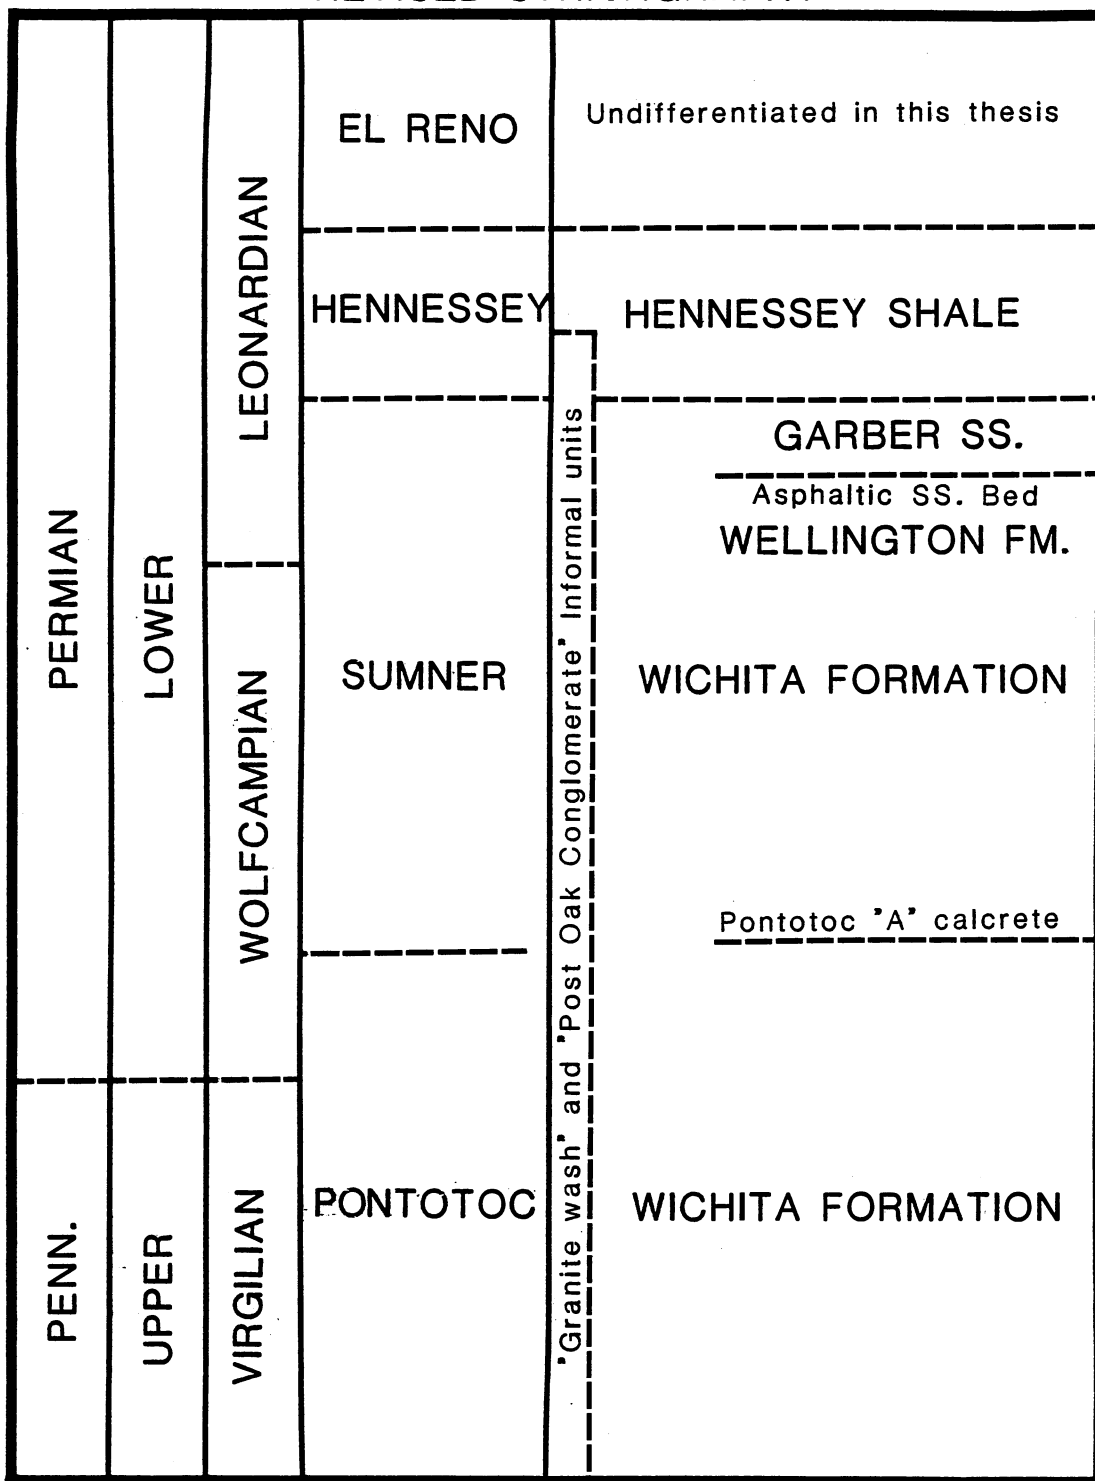 PERMIAN
PENN.
LOWER
UPPER
LEONARDIAN
WOLFCAMPIAN
VIRGILIAN
EL RENO
HENNESSEY
SUMNER
PONTOTOC
"Granite wash" and "Post Oak Conglomerate" Informal units
Undifferentiated in this thesis
HENNESSEY SHALE
GARBER SS.
Asphaltic SS. Bed
WELLINGTON FM.
WICHITA FORMATION
Pontotoc "A" calcrete
WICHITA FORMATION